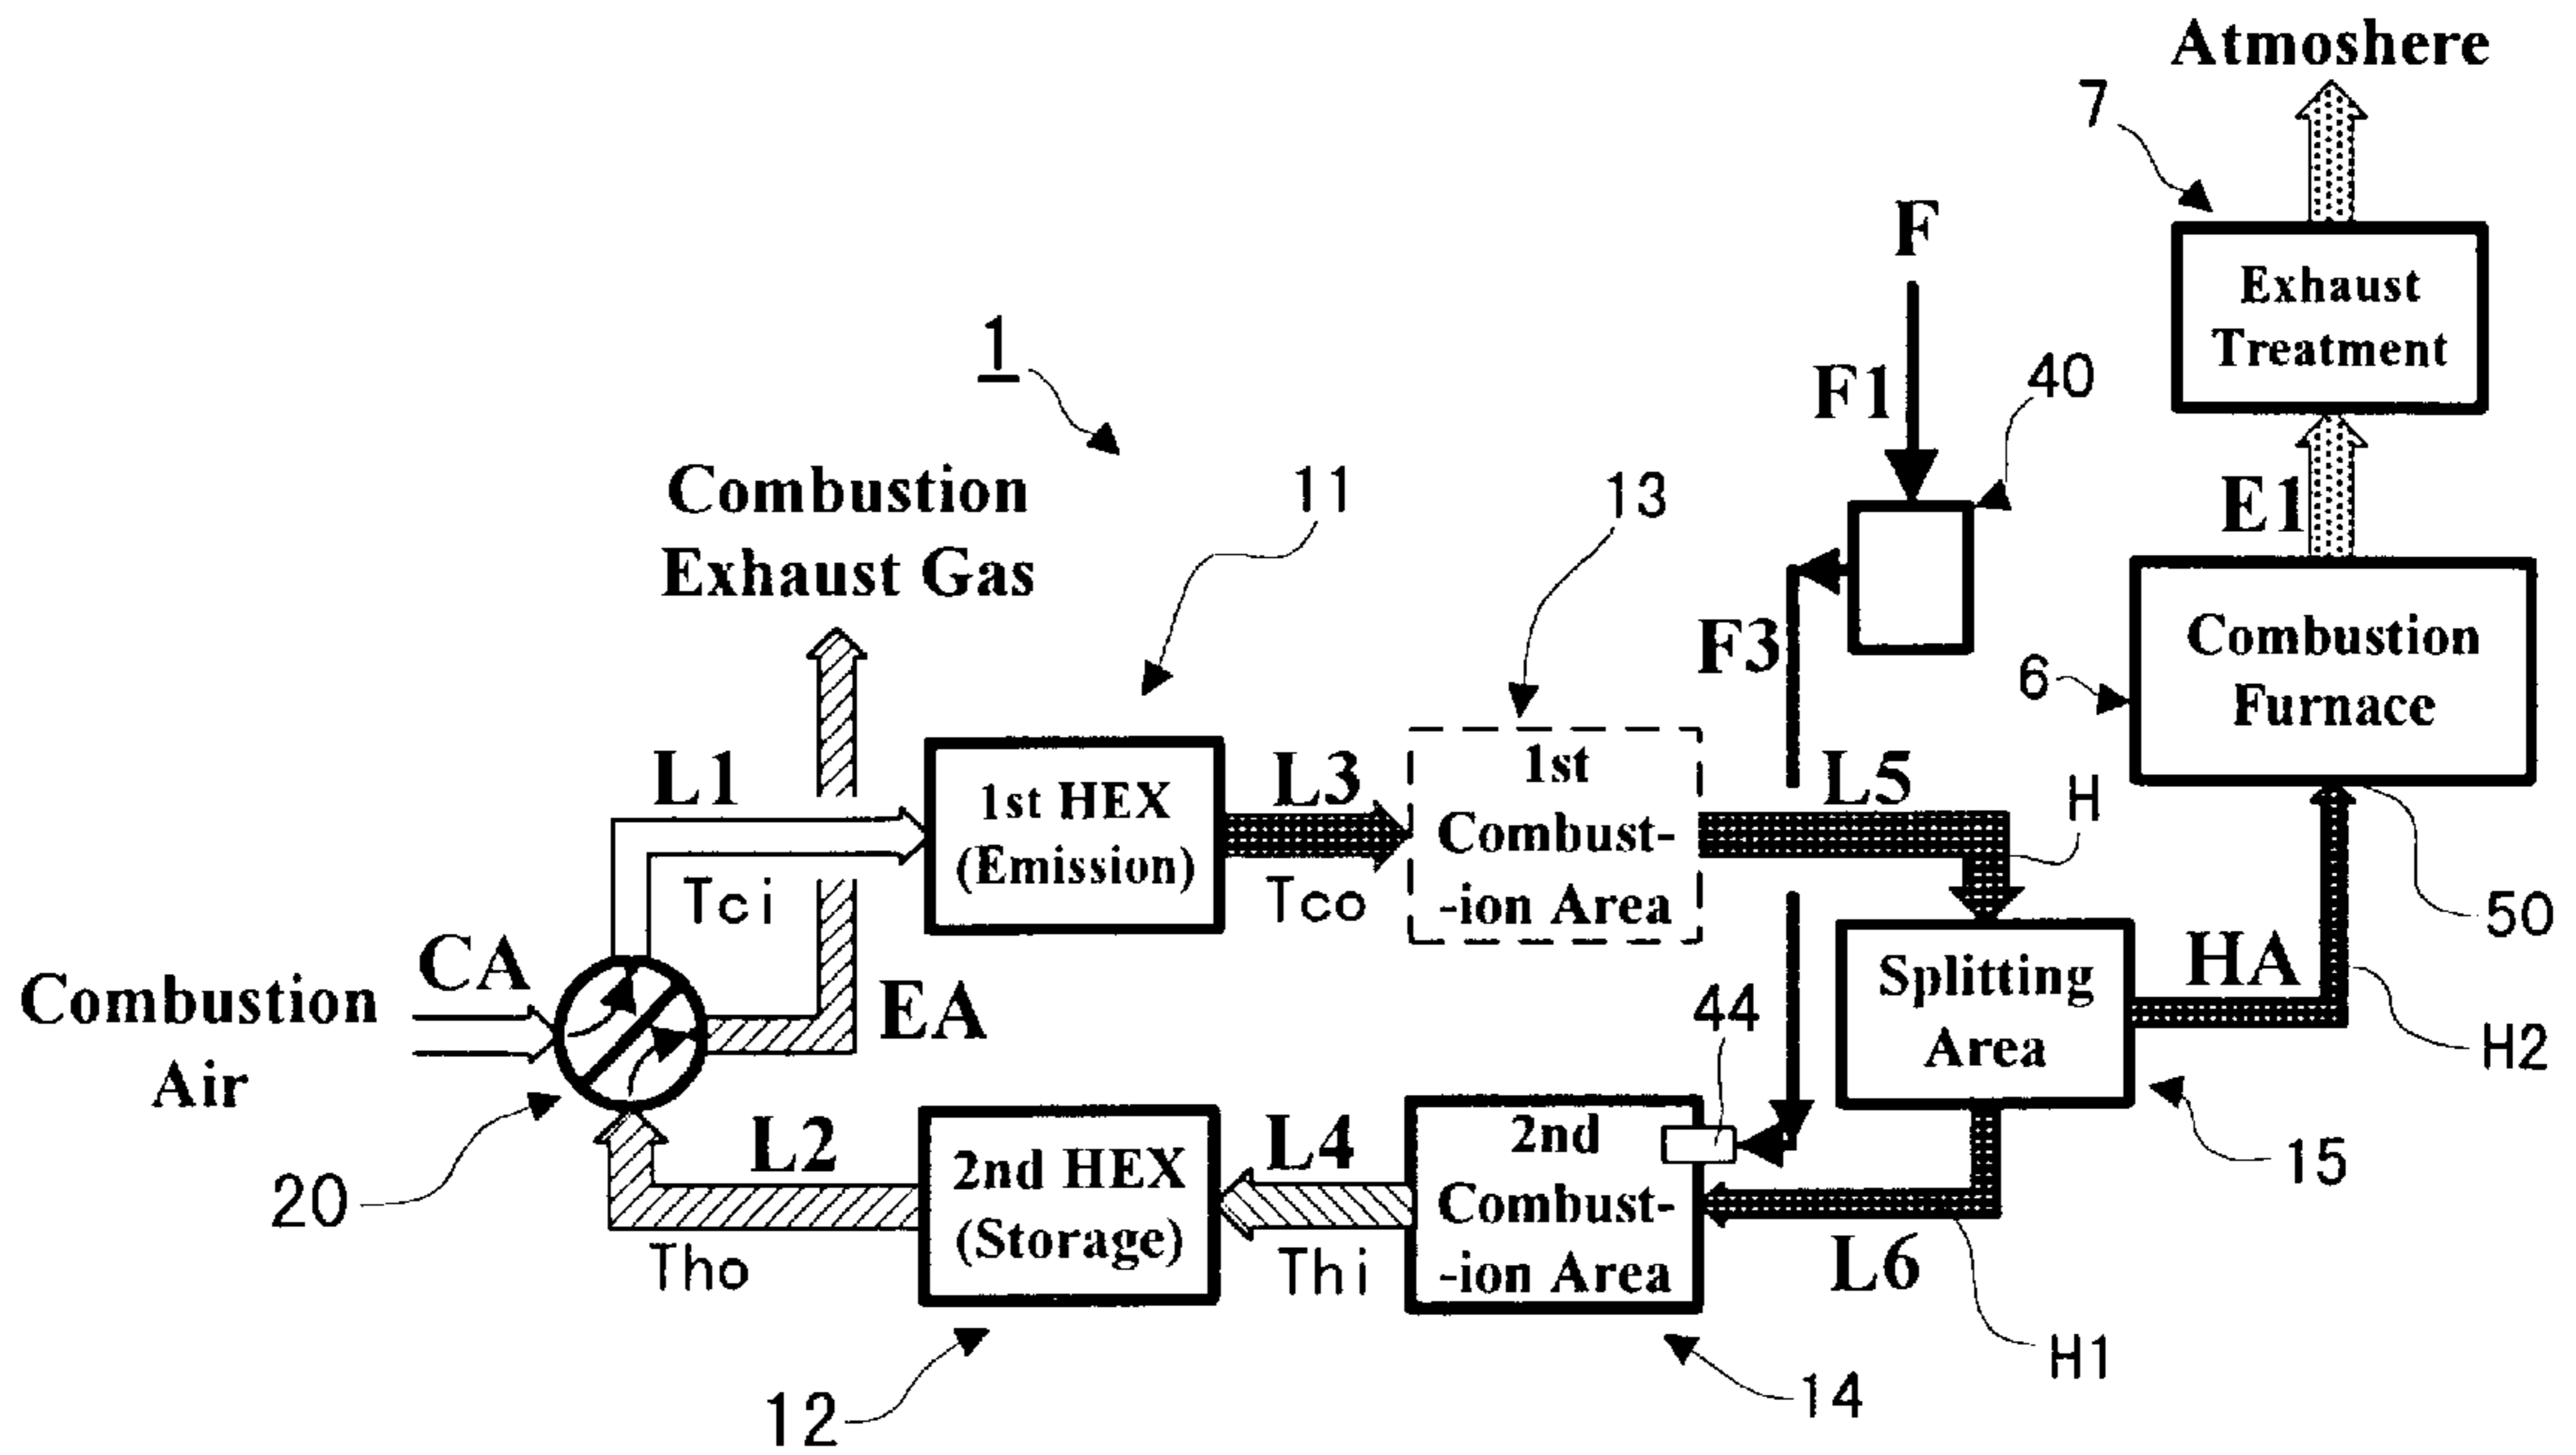 Atmoshere
7
Exhaust
Treatment
F
F1
40
1
E1
Combustion
Exhaust Gas
11
13
F3
6
Combustion
Furnace
L1
1st HEX
(Emission)
Tci
L3
Tco
1st
Combust-
-ion Area
L5
H
50
CA
Combustion
Air
EA
Splitting
Area
HA
H2
44
20
L2
Tho
2nd HEX
(Storage)
L4
Thi
2nd
Combust-
-ion Area
L6
15
H1
12
14